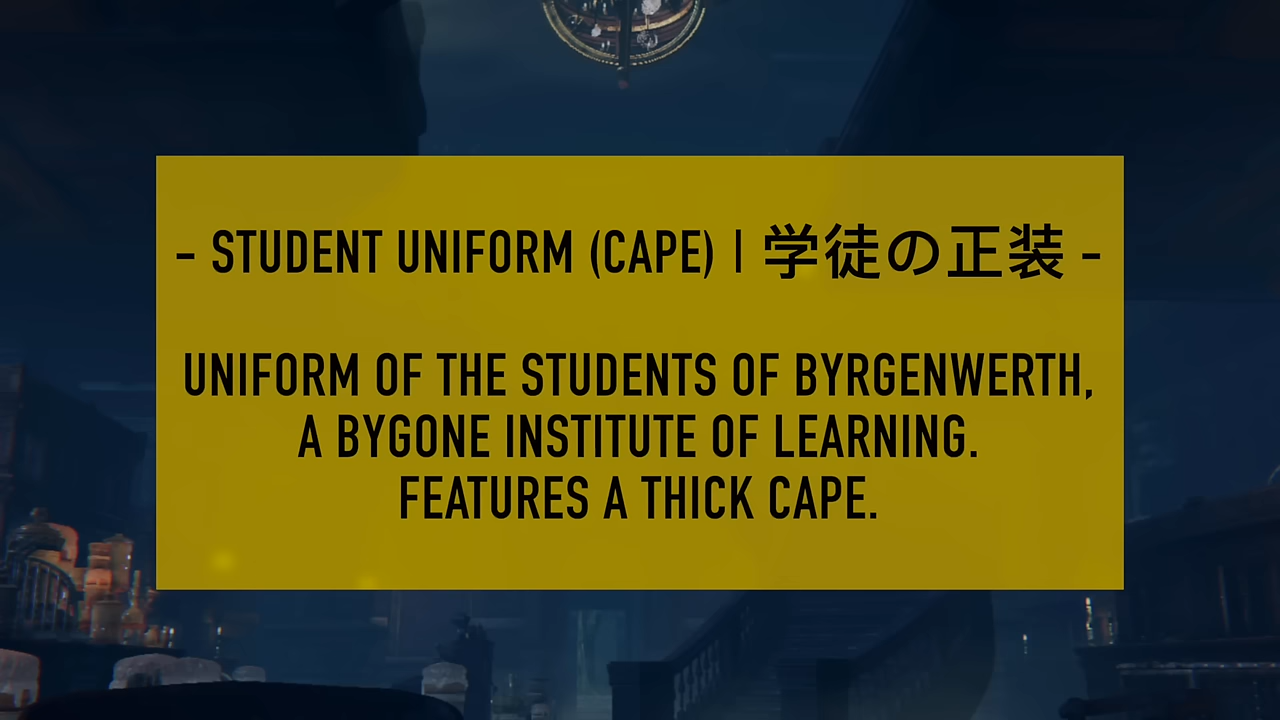 - STUDENT UNIFORM (CAPE) | 学徒の正装 -
UNIFORM OF THE STUDENTS OF BYRGENWERTH,
A BYGONE INSTITUTE OF LEARNING.
FEATURES A THICK CAPE.